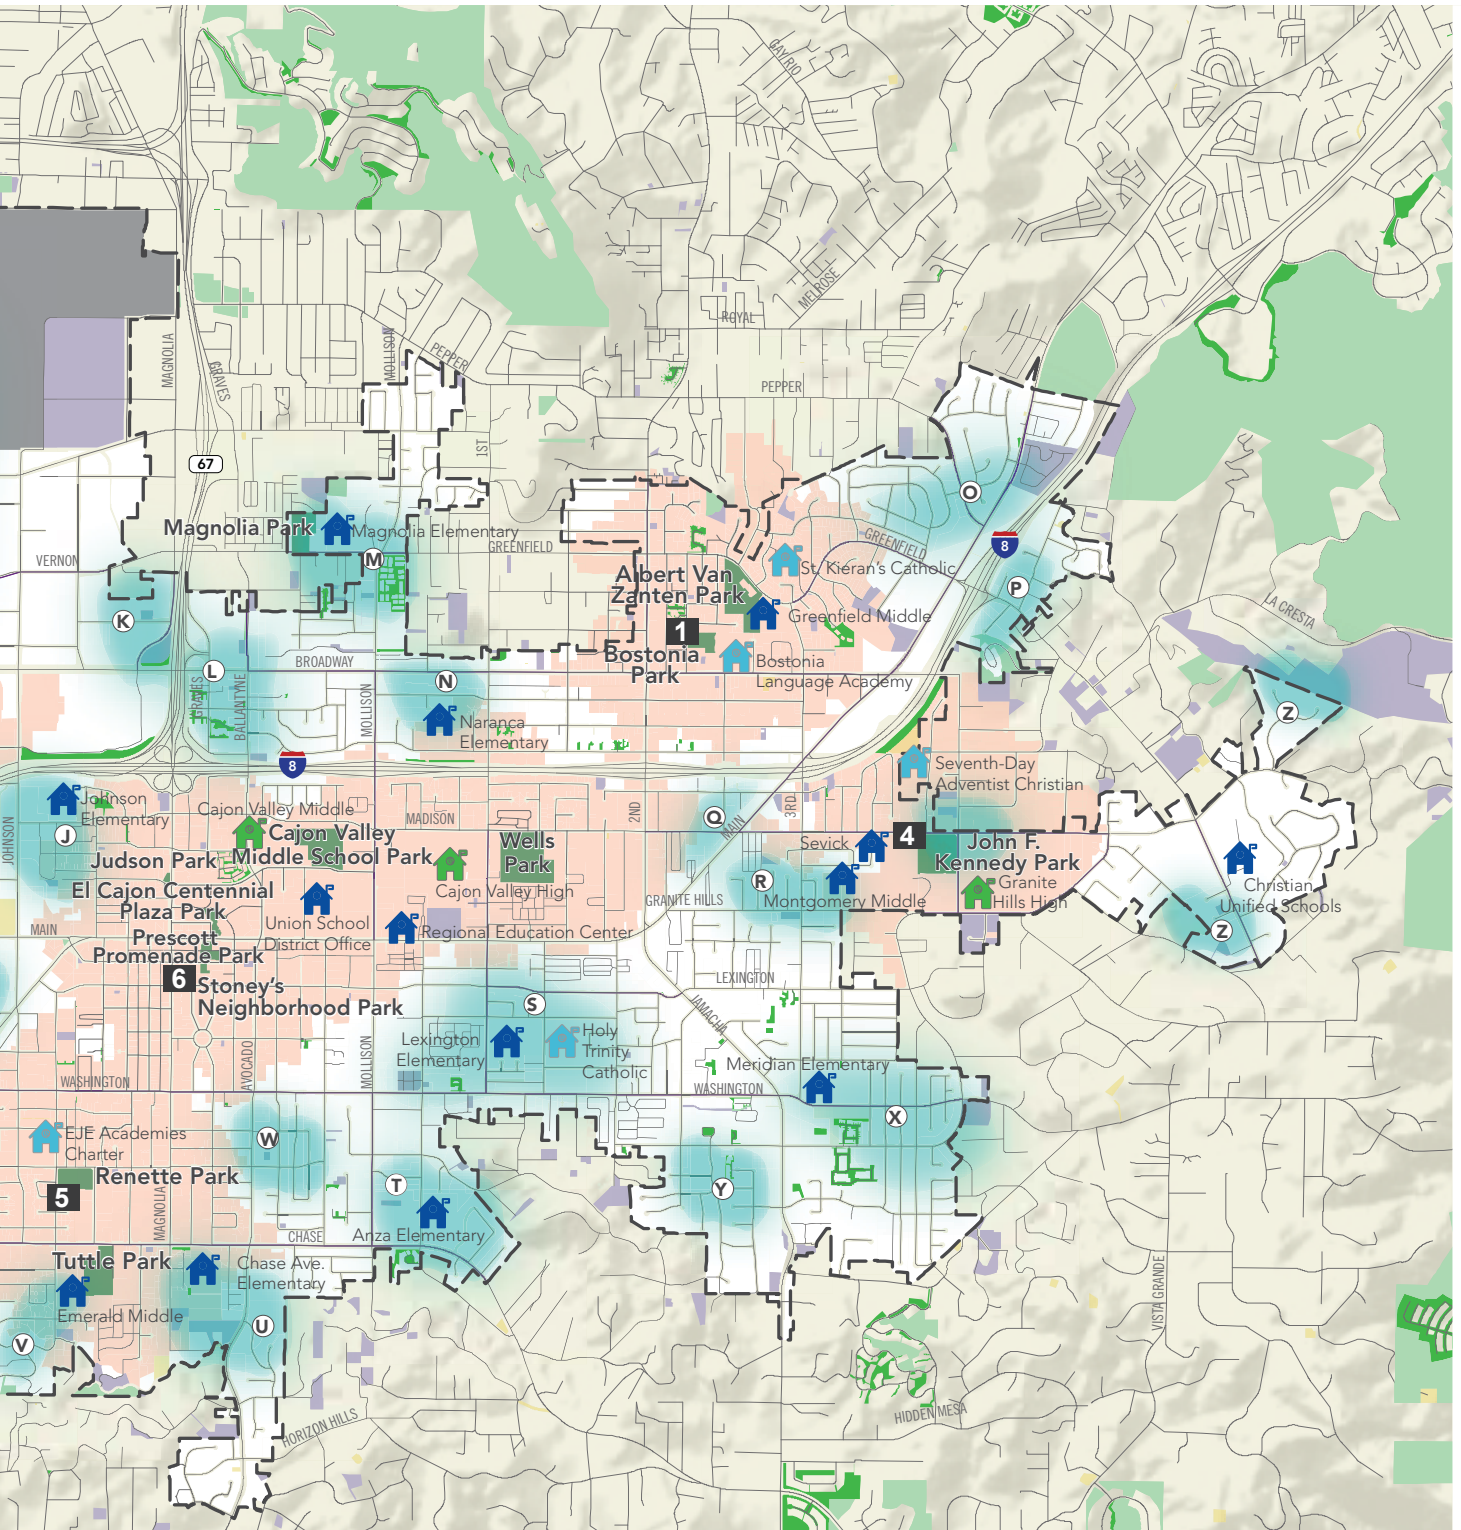 GAYRIO
MELROSE
ROYAL
MAGNOLIA
GRAVES
MOLLISON
PEPPER
PEPPER
1ST
67
O
Magnolia Park
Magnolia Elementary
GREENFIELD
GREENFIELD
8
VERNON
M
St. Kieran's Catholic
Albert Van
Zanten Park
P
LA CRESTA
K
1
Greenfield Middle
Bostonia
Park
BROADWAY
Bostonia
Language Academy
L
N
GRAVES
BALLANTYNE
MOLLISON
Z
Naranca
Elementary
8
Seventh-Day
Adventist Christian
Johnson
Elementary
Cajon Valley Middle
MADISON
2ND
Q
MAIN
3RD
JOHNSON
J
Cajon Valley
Middle School Park
Wells
Park
Sevick
4
John F.
Kennedy Park
Judson Park
Cajon Valley High
R
Granite
Hills High
Christian
Unified Schools
El Cajon Centennial
Plaza Park
GRANITE HILLS
Montgomery Middle
Union School
District Office
Regional Education Center
MAIN
Z
Prescott
Promenade Park
6
Stoney's
Neighborhood Park
LEXINGTON
S
JAMACHA
Lexington
Elementary
Holy
Trinity
Catholic
AVOCADO
MOLLISON
Meridian Elementary
WASHINGTON
WASHINGTON
X
EJE Academies
Charter
W
Renette Park
5
T
Y
MAGNOLIA
CHASE
Anza Elementary
Tuttle Park
Chase Ave.
Elementary
Emerald Middle
U
V
VISTA GRANDE
HORIZON HILLS
HIDDEN MESA